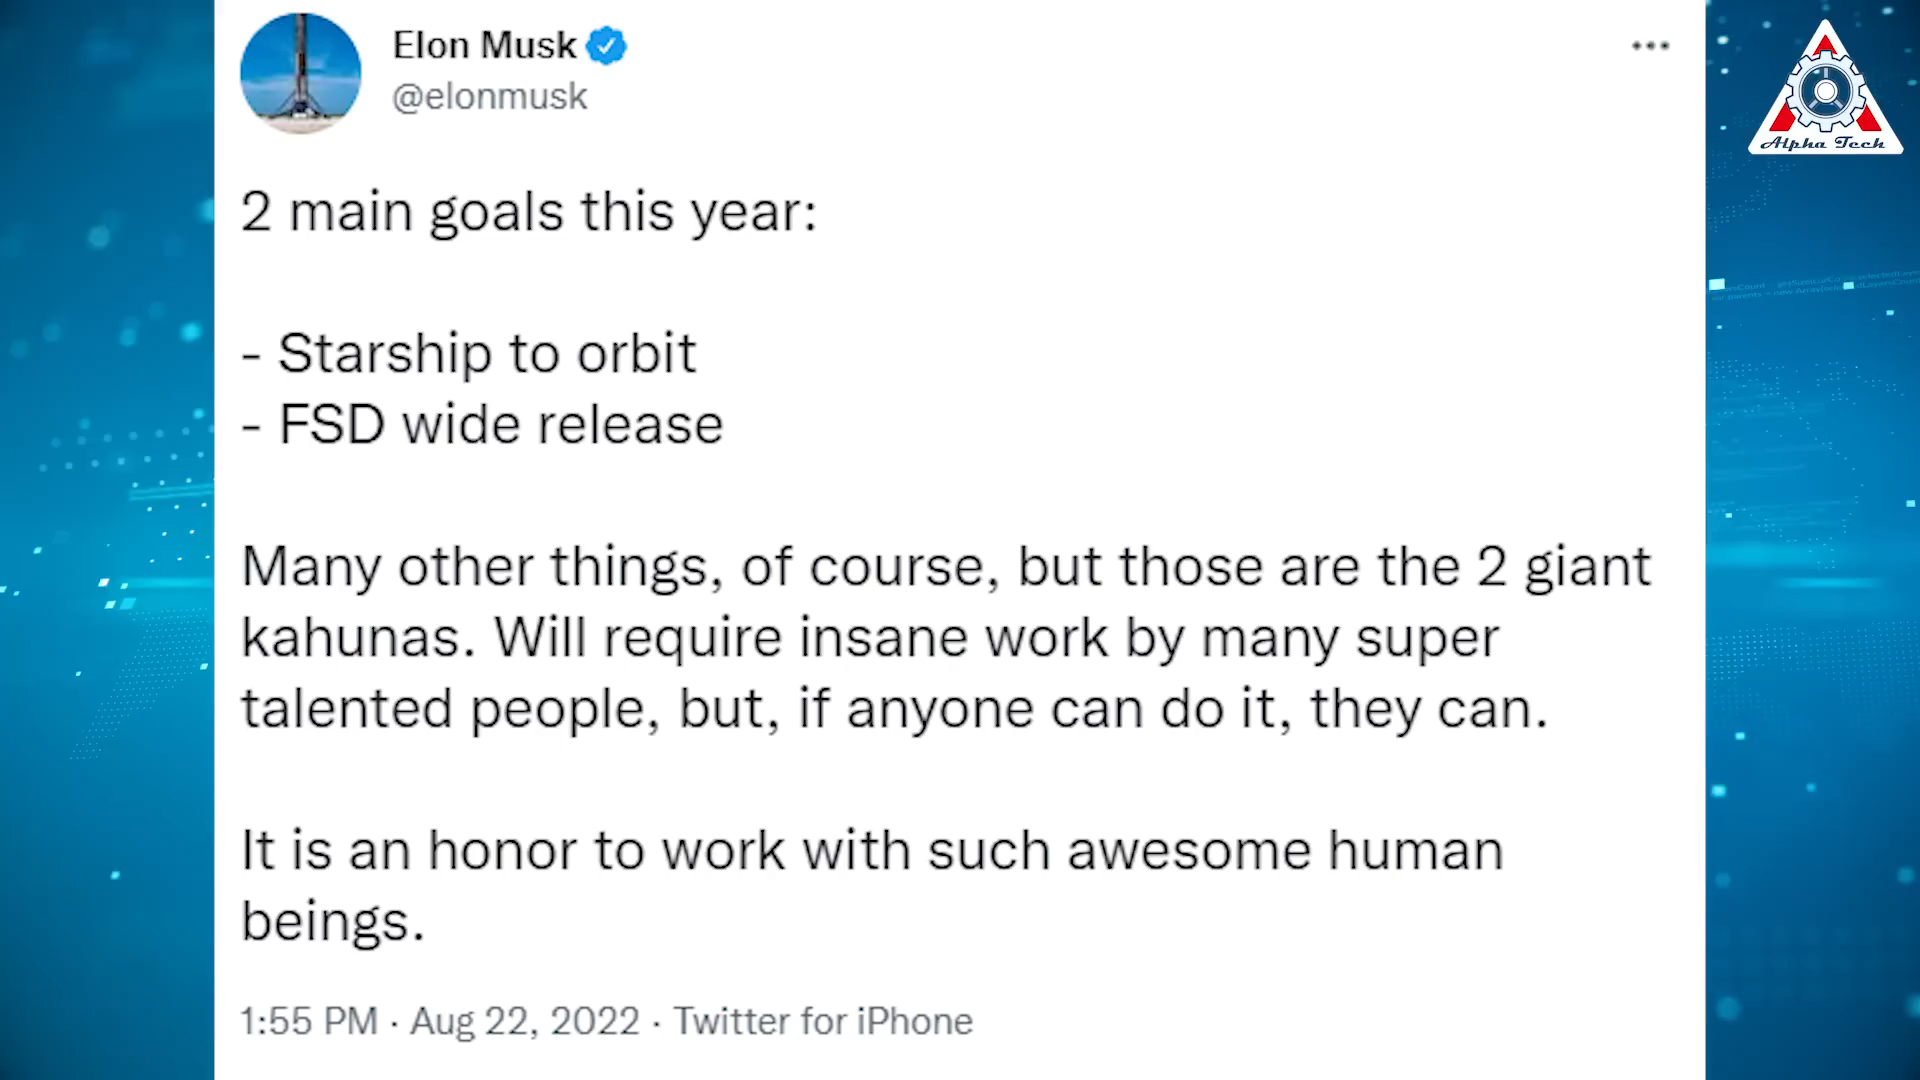 Elon Musk
@elonmusk
2 main goals this year:
- Starship to orbit
- FSD wide release
Many other things, of course, but those are the 2 giant
kahunas. Will require insane work by many super
talented people, but, if anyone can do it, they can.
It is an honor to work with such awesome human
beings.
1:55 PM · Aug 22, 2022 · Twitter for iPhone
Alpha Tech